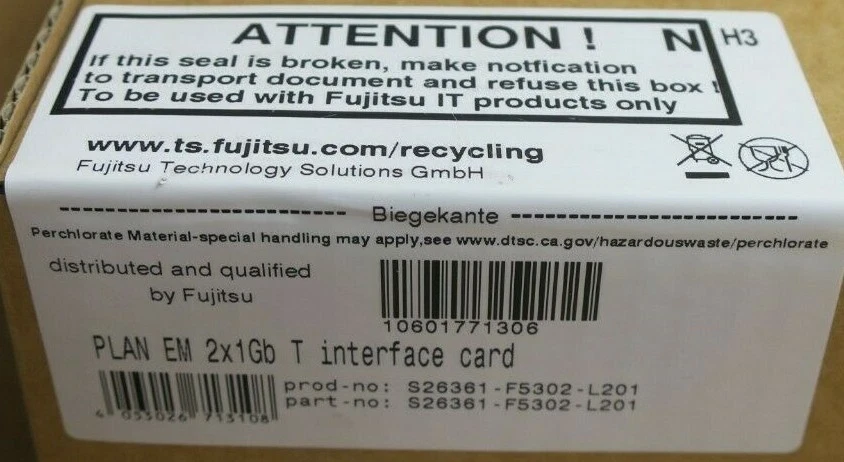 ATTENTION ! N H3
If this seal is broken, make notfication
to transport document and refuse this box !
To be used with Fujitsu IT products only
www.ts.fujitsu.com/recycling
Fujitsu Technology Solutions GmbH
Biegekante
Perchlorate Material-special handling may apply,see www.dtsc.ca.gov/hazardouswaste/perchlorate
distributed and qualified
by Fujitsu
10601771306
PLAN EM 2x1Gb T interface card
prod-no: S26361-F5302-L201
part-no: S26361-F5302-L201
4 053026 713108